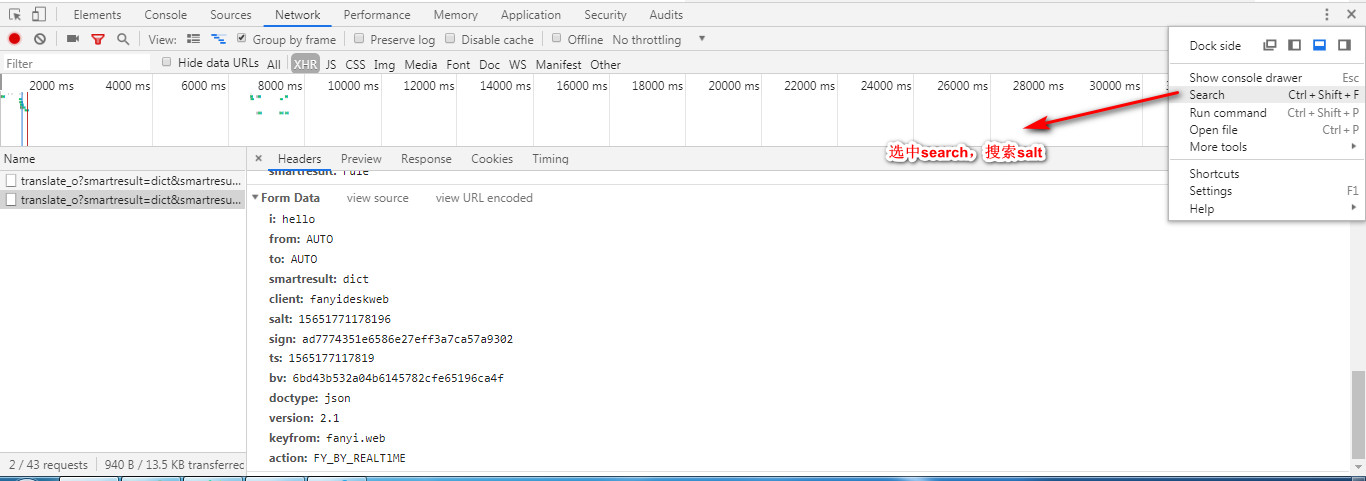 Elements Console Sources Network Performance Memory Application Security Audits
View: Group by frame Preserve log Disable cache Offline No throttling
Filter Hide data URLs All XHR JS CSS Img Media Font Doc WS Manifest Other
2000 ms 4000 ms 6000 ms 8000 ms 10000 ms 12000 ms 14000 ms 16000 ms 18000 ms 20000 ms 22000 ms 24000 ms 26000 ms 28000 ms 30000 ms
Dock side
Show console drawer Esc
Search Ctrl + Shift + F
Run command Ctrl + Shift + P
Open file Ctrl + P
More tools
Shortcuts
Settings F1
Help
选中search，搜索salt
Name
translate_o?smartresult=dict&smartresu...
translate_o?smartresult=dict&smartresu...
2 / 43 requests 940 B / 13.5 KB transferred
× Headers Preview Response Cookies Timing
smartresult: rule
Form Data view source view URL encoded
i: hello
from: AUTO
to: AUTO
smartresult: dict
client: fanyideskweb
salt: 15651771178196
sign: ad7774351e6586e27eff3a7ca57a9302
ts: 1565177117819
bv: 6bd43b532a04b6145782cfe65196ca4f
doctype: json
version: 2.1
keyfrom: fanyi.web
action: FY_BY_REALTlME